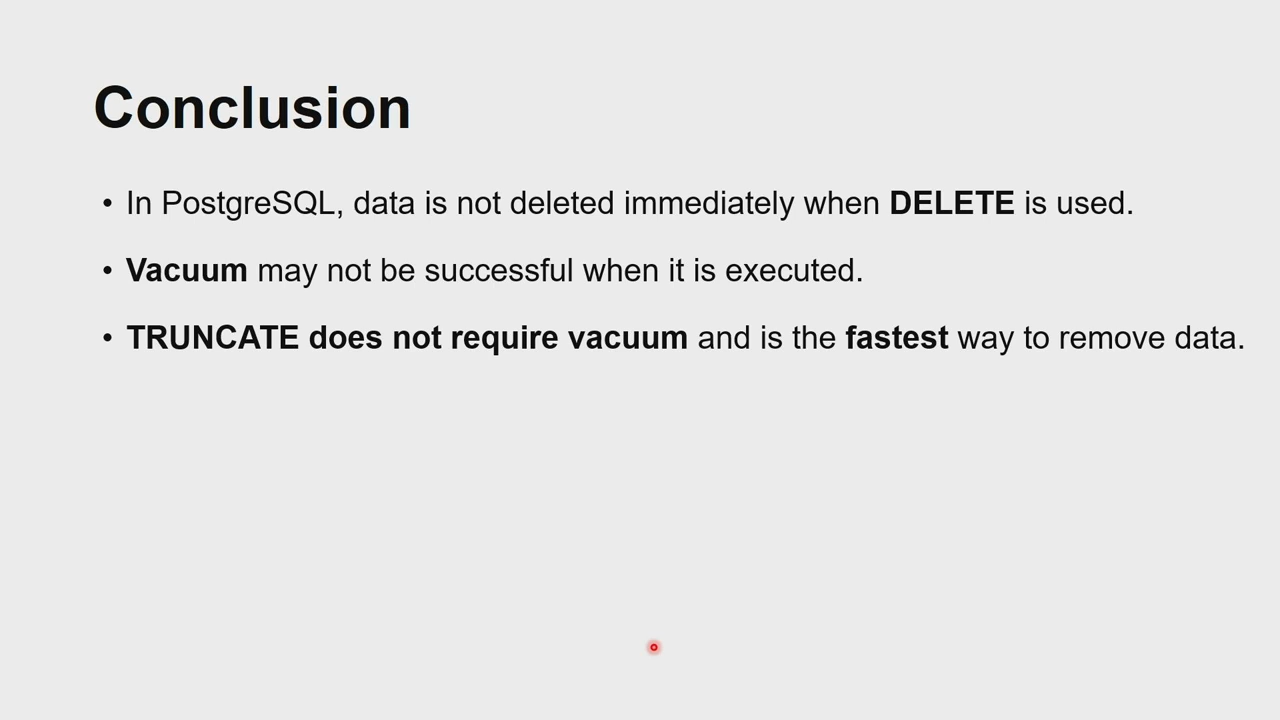 Conclusion
• In PostgreSQL, data is not deleted immediately when DELETE is used.
• Vacuum may not be successful when it is executed.
• TRUNCATE does not require vacuum and is the fastest way to remove data.